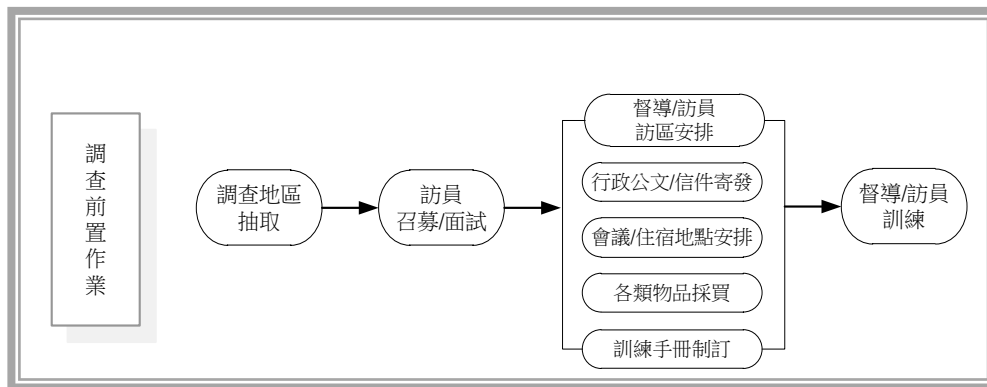 調查前置作業
調查地區
抽取
訪員
召募/面試
督導/訪員
訪區安排
行政公文/信件寄發
會議/住宿地點安排
各類物品採買
訓練手冊制訂
督導/訪員
訓練